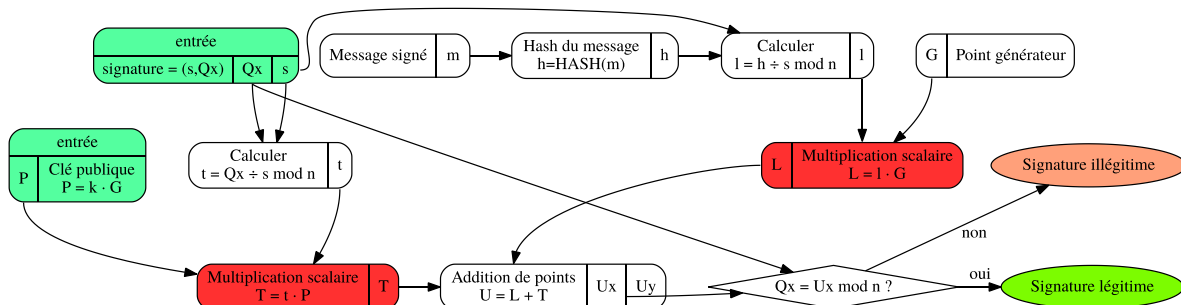 entrée
signature = (s,Qx) Qx s
Message signé m
Hash du message
h=HASH(m) h
Calculer
l = h ÷ s mod n l
G Point générateur
entrée
P Clé publique
P = k · G
Calculer
t = Qx ÷ s mod n t
L Multiplication scalaire
L = l · G
Signature illégitime
non
Multiplication scalaire
T = t · P T
Addition de points
U = L + T Ux Uy
Qx = Ux mod n ?
oui
Signature légitime